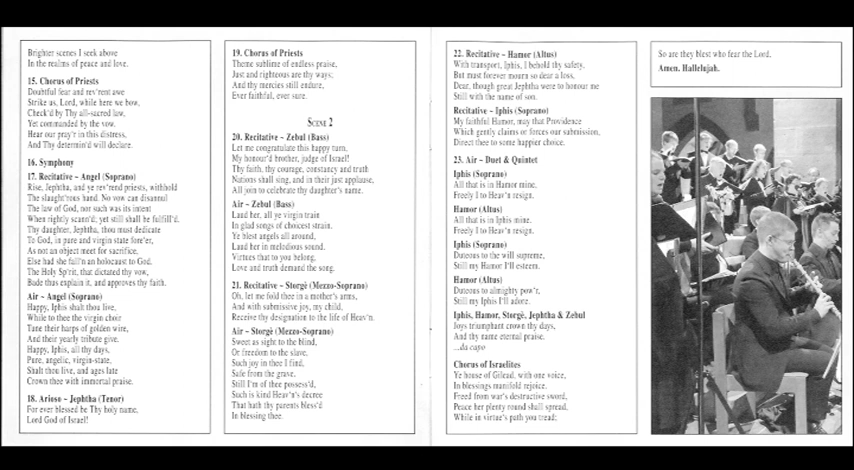 Brighter scenes I seek above
In the realms of peace and love.
15. Chorus of Priests
Doubtful fear and rev'rent awe
Strike us, Lord, while here we bow,
Check'd by Thy all-sacred law,
Yet commanded by the vow.
Hear our pray'r in this distress,
And Thy determin'd will declare.
16. Symphony
17. Recitative ~ Angel (Soprano)
Rise, Jephtha, and ye rev'rend priests, withhold
The slaught'rous hand. No vow can disannul
The law of God, nor such was its intent
When rightly scann'd; yet still shall be fulfill'd.
Thy daughter, Jephtha, thou must dedicate
To God, in pure and virgin state fore'er,
As not an object meet for sacrifice,
Else had she fall'n an holocaust to God.
The Holy Sp'rit, that dictated thy vow,
Bade thus explain it, and approves thy faith.
Air ~ Angel (Soprano)
Happy, Iphis shalt thou live,
While to thee the virgin choir
Tune their harps of golden wire,
And their yearly tribute give.
Happy, Iphis, all thy days,
Pure, angelic, virgin-state,
Shalt thou live, and ages late
Crown thee with immortal praise.
18. Arioso ~ Jephtha (Tenor)
For ever blessed be Thy holy name,
Lord God of Israel!
19. Chorus of Priests
Theme sublime of endless praise,
Just and righteous are thy ways;
And thy mercies still endure,
Ever faithful, ever sure.
SCENE 2
20. Recitative ~ Zebul (Bass)
Let me congratulate this happy turn,
My honour'd brother, judge of Israel!
Thy faith, thy courage, constancy and truth
Nations shall sing, and in their just applause,
All join to celebrate thy daughter's name.
Air ~ Zebul (Bass)
Laud her, all ye virgin train
In glad songs of choicest strain.
Ye blest angels all around,
Laud her in melodious sound.
Virtues that to you belong,
Love and truth demand the song.
21. Recitative ~ Storgè (Mezzo-Soprano)
Oh, let me fold thee in a mother's arms,
And with submissive joy, my child,
Receive thy designation to the life of Heav'n.
Air ~ Storgè (Mezzo-Soprano)
Sweet as sight to the blind,
Or freedom to the slave,
Such joy in thee I find,
Safe from the grave.
Still I'm of thee possess'd,
Such is kind Heav'n's decree
That hath thy parents bless'd
In blessing thee.
22. Recitative ~ Hamor (Altus)
With transport, Iphis, I behold thy safety,
But must forever mourn so dear a loss,
Dear, though great Jephtha were to honour me
Still with the name of son.
Recitative ~ Iphis (Soprano)
My faithful Hamor, may that Providence
Which gently claims or forces our submission,
Direct thee to some happier choice.
23. Air ~ Duet & Quintet
Iphis (Soprano)
All that is in Hamor mine,
Freely I to Heav'n resign.
Hamor (Altus)
All that is in Iphis mine,
Freely I to Heav'n resign.
Iphis (Soprano)
Duteous to the will supreme,
Still my Hamor I'll esteem.
Hamor (Altus)
Duteous to almighty pow'r,
Still my Iphis I'll adore.
Iphis, Hamor, Storgè, Jephtha & Zebul
Joys triumphant crown thy days,
And thy name eternal praise.
...da capo
Chorus of Israelites
Ye house of Gilead, with one voice,
In blessings manifold rejoice.
Freed from war's destructive sword,
Peace her plenty round shall spread,
While in virtue's path you tread;
So are they blest who fear the Lord.
Amen. Hallelujah.